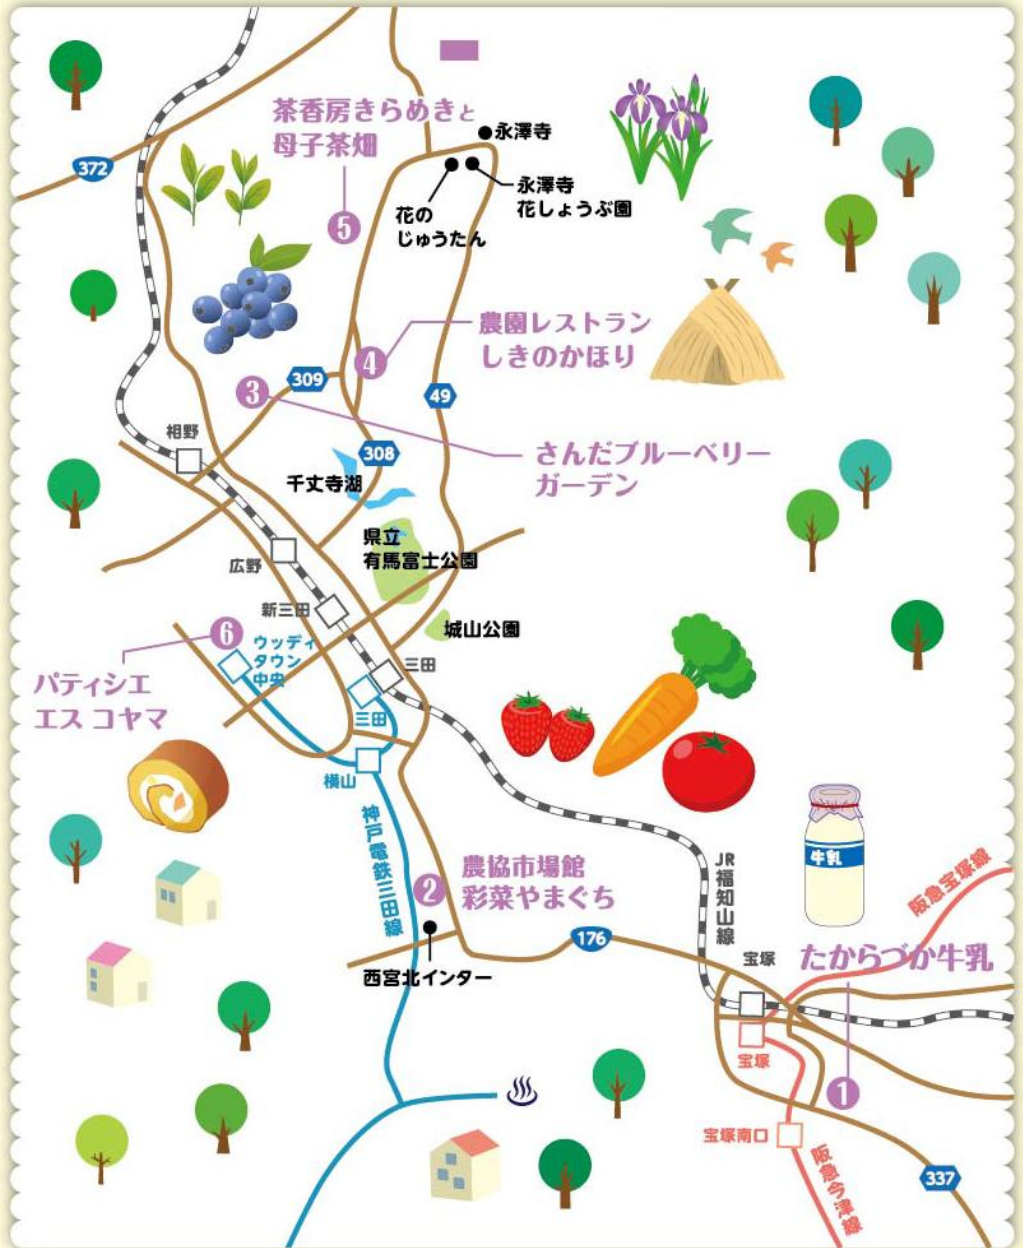 茶香房きらめきと
母子茶畑
永澤寺
372
永澤寺
花しょうぶ園
花の
じゅうたん
5
農園レストラン
しきのかほり
4
309
3
49
相野
308
さんだブルーベリー
ガーデン
千丈寺湖
県立
有馬富士公園
広野
新三田
城山公園
6
ウッディ
タウン
中央
三田
パティシエ
エス コヤマ
三田
横山
神戸電鉄三田線
牛乳
JR福知山線
阪急宝塚線
農協市場館
彩菜やまぐち
2
176
西宮北インター
宝塚
たからづか牛乳
宝塚
1
宝塚南口
阪急今津線
337